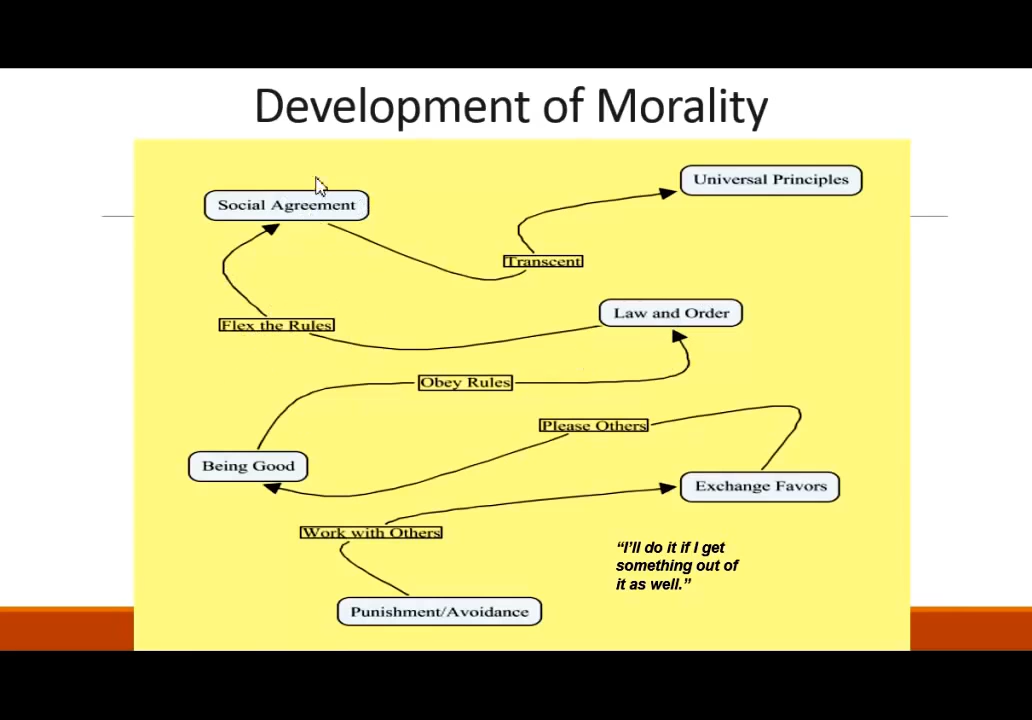 Development of Morality
Universal Principles
Social Agreement
Transcent
Law and Order
Flex the Rules
Obey Rules
Please Others
Being Good
Exchange Favors
Work with Others
“I’ll do it if I get
something out of
it as well.”
Punishment/Avoidance